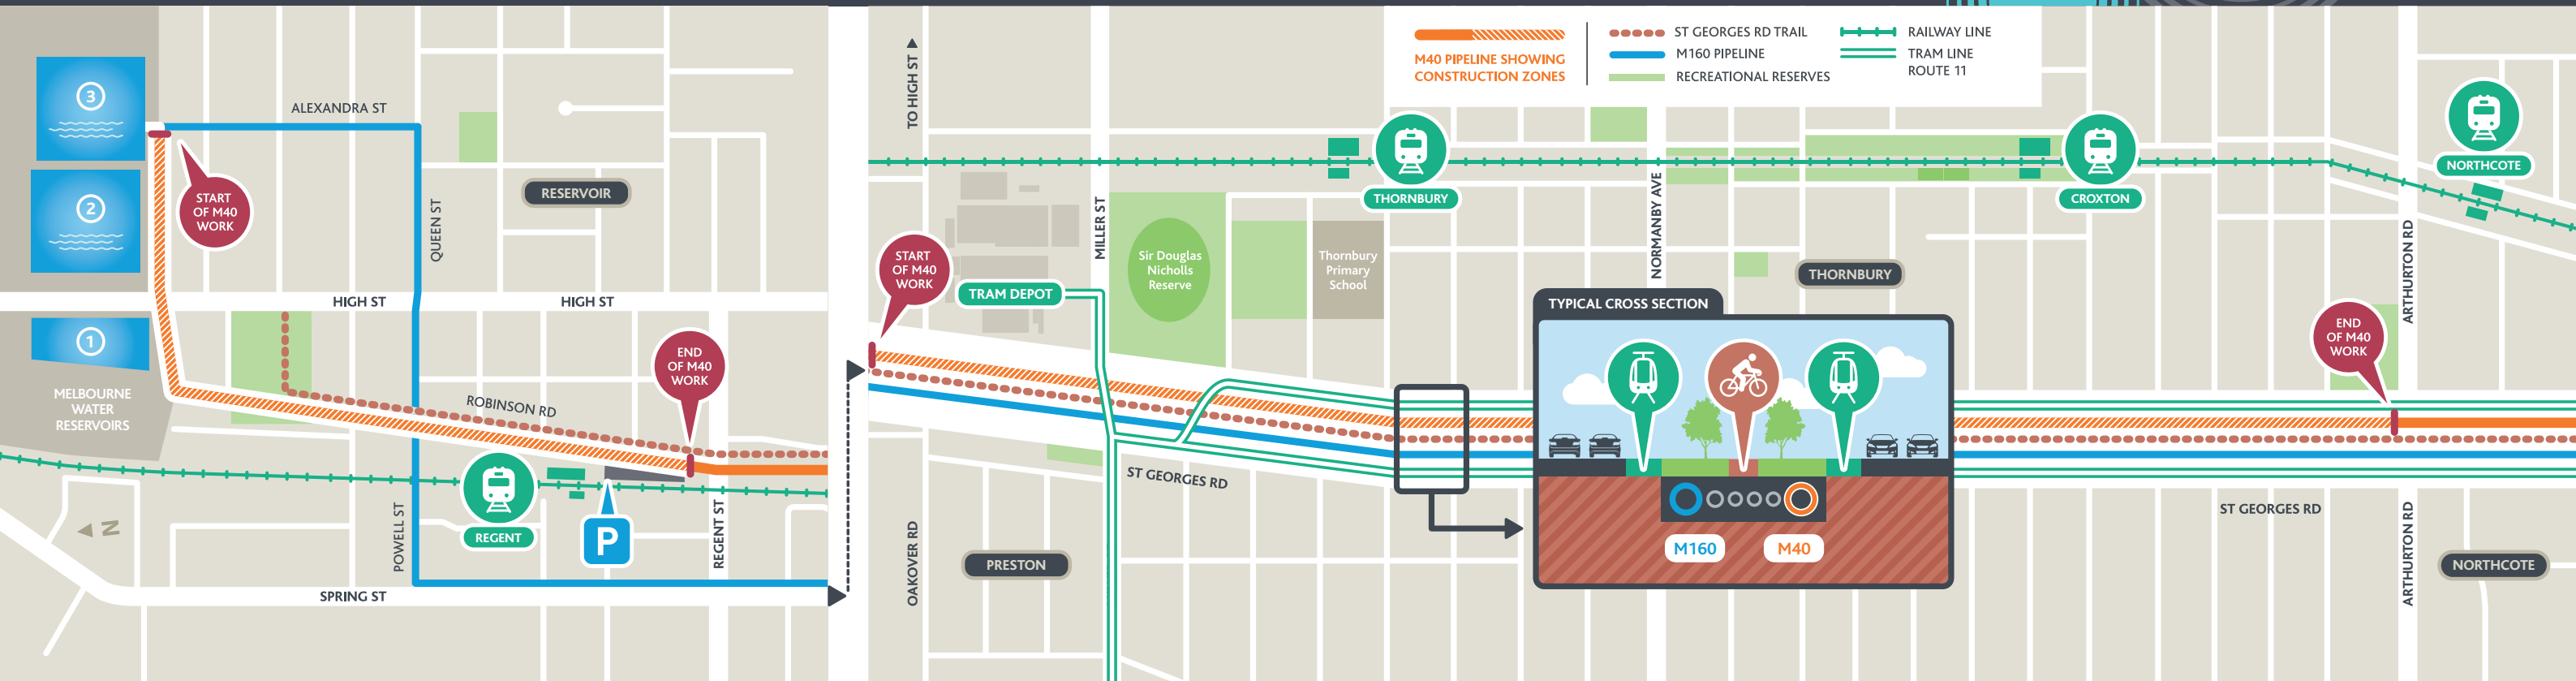 3
2
1
MELBOURNE
WATER
RESERVOIRS
START
OF M40
WORK
ALEXANDRA ST
QUEEN ST
RESERVOIR
HIGH ST
HIGH ST
ROBINSON RD
END
OF M40
WORK
N
REGENT
P
POWELL ST
REGENT ST
SPRING ST
TO HIGH ST
START
OF M40
WORK
TRAM DEPOT
MILLER ST
Sir Douglas
Nicholls
Reserve
Thornbury
Primary
School
ST GEORGES RD
OAKOVER RD
PRESTON
M40 PIPELINE SHOWING
CONSTRUCTION ZONES
ST GEORGES RD TRAIL
M160 PIPELINE
RECREATIONAL RESERVES
RAILWAY LINE
TRAM LINE
ROUTE 11
THORNBURY
NORMANBY AVE
CROXTON
NORTHCOTE
THORNBURY
TYPICAL CROSS SECTION
M160
M40
END
OF M40
WORK
ARTHURTON RD
ST GEORGES RD
ARTHURTON RD
NORTHCOTE